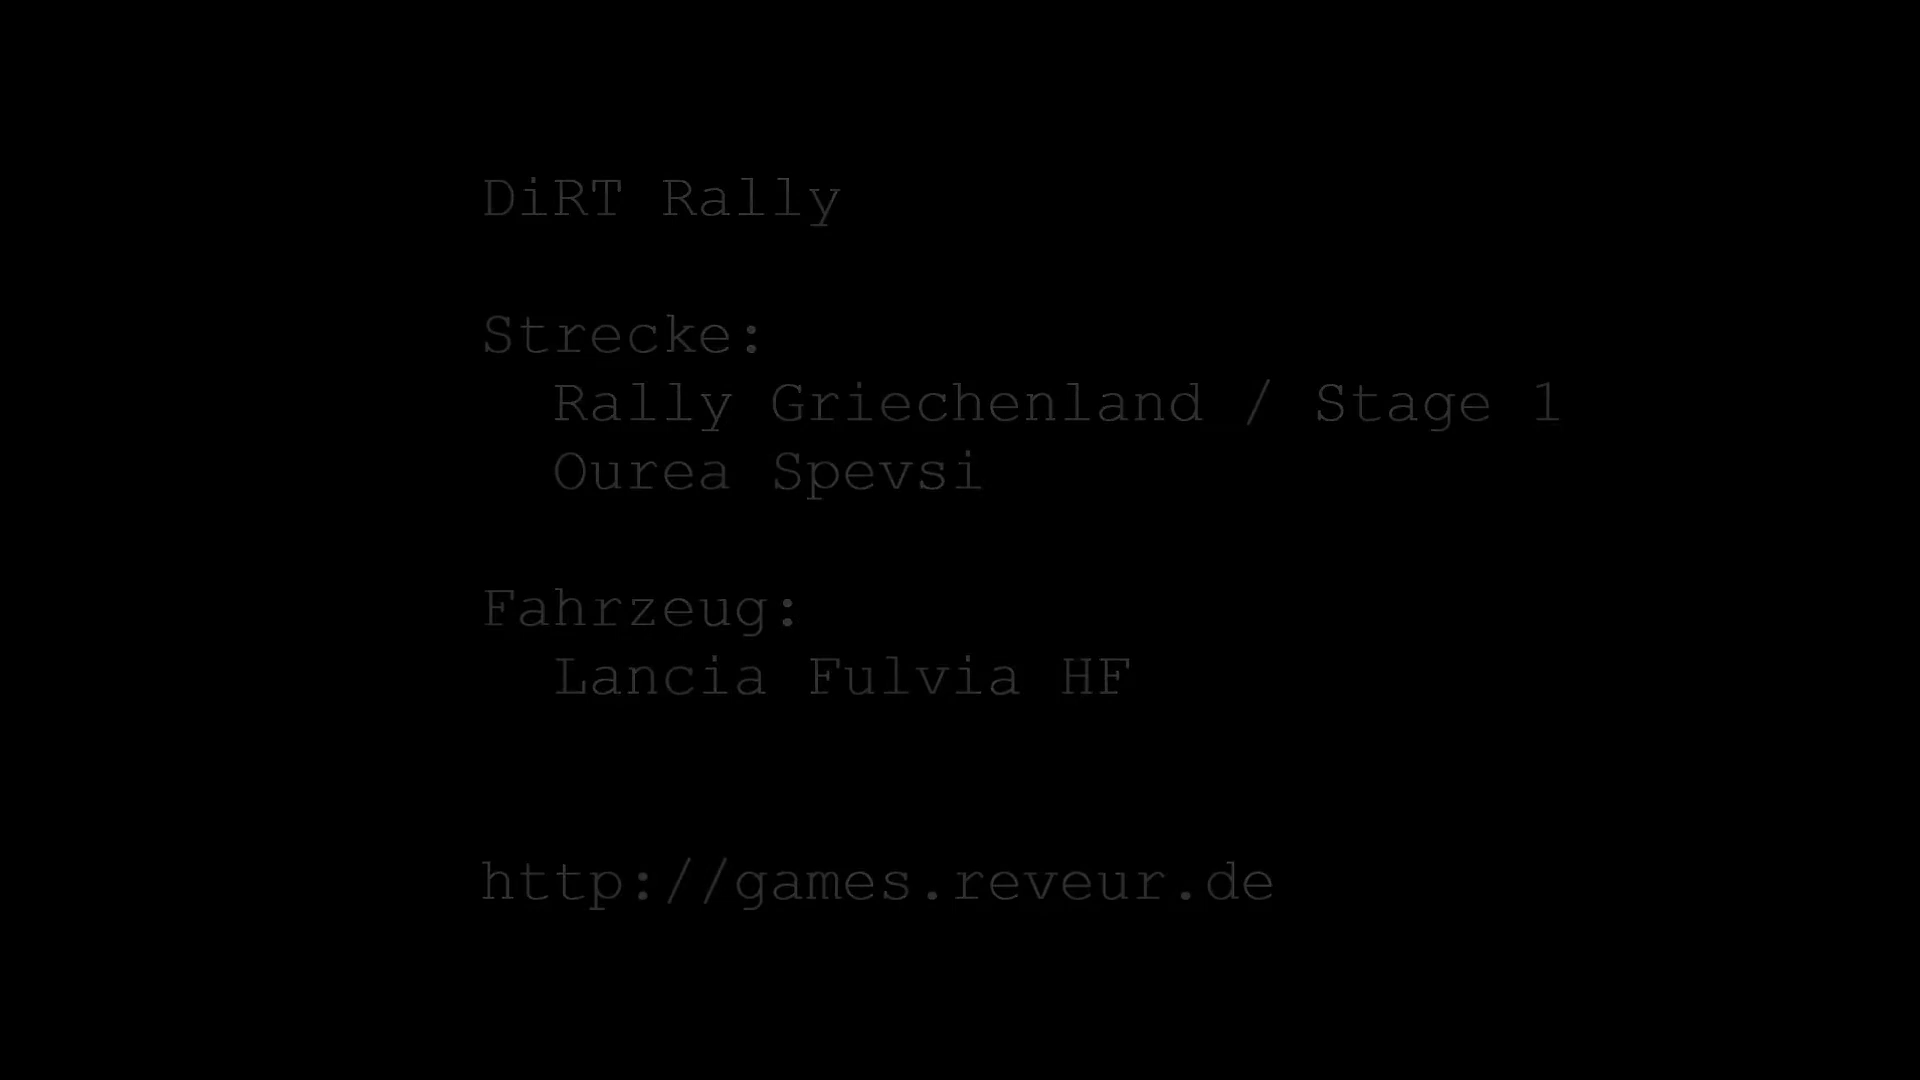 DiRT Rally
Strecke:
Rally Griechenland / Stage 1
Ourea Spevsi
Fahrzeug:
Lancia Fulvia HF
http://games.reveur.de